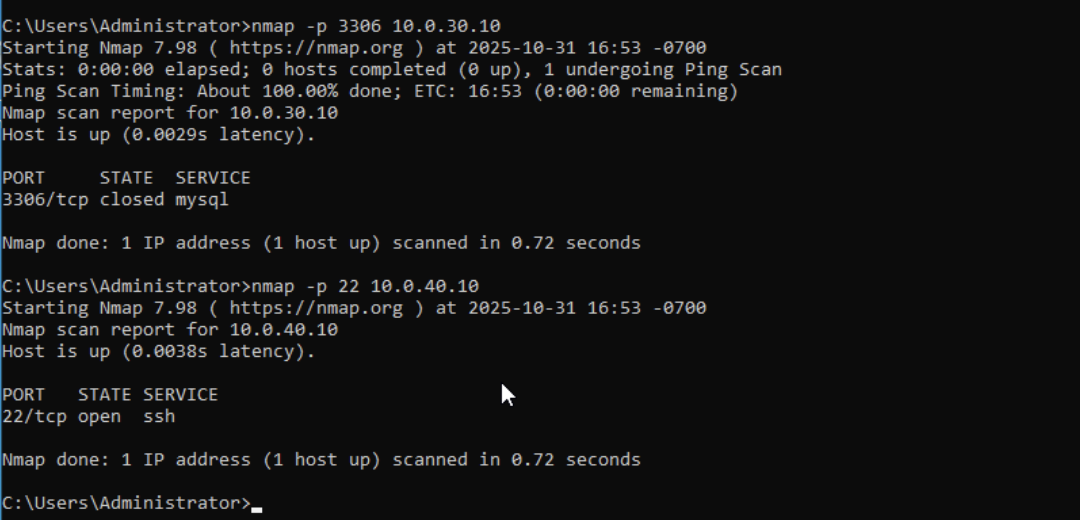 C:\Users\Administrator>nmap -p 3306 10.0.30.10
Starting Nmap 7.98 ( https://nmap.org ) at 2025-10-31 16:53 -0700
Stats: 0:00:00 elapsed; 0 hosts completed (0 up), 1 undergoing Ping Scan
Ping Scan Timing: About 100.00% done; ETC: 16:53 (0:00:00 remaining)
Nmap scan report for 10.0.30.10
Host is up (0.0029s latency).
PORT     STATE  SERVICE
3306/tcp closed mysql
Nmap done: 1 IP address (1 host up) scanned in 0.72 seconds
C:\Users\Administrator>nmap -p 22 10.0.40.10
Starting Nmap 7.98 ( https://nmap.org ) at 2025-10-31 16:53 -0700
Nmap scan report for 10.0.40.10
Host is up (0.0038s latency).
PORT   STATE SERVICE
22/tcp open  ssh
Nmap done: 1 IP address (1 host up) scanned in 0.72 seconds
C:\Users\Administrator>